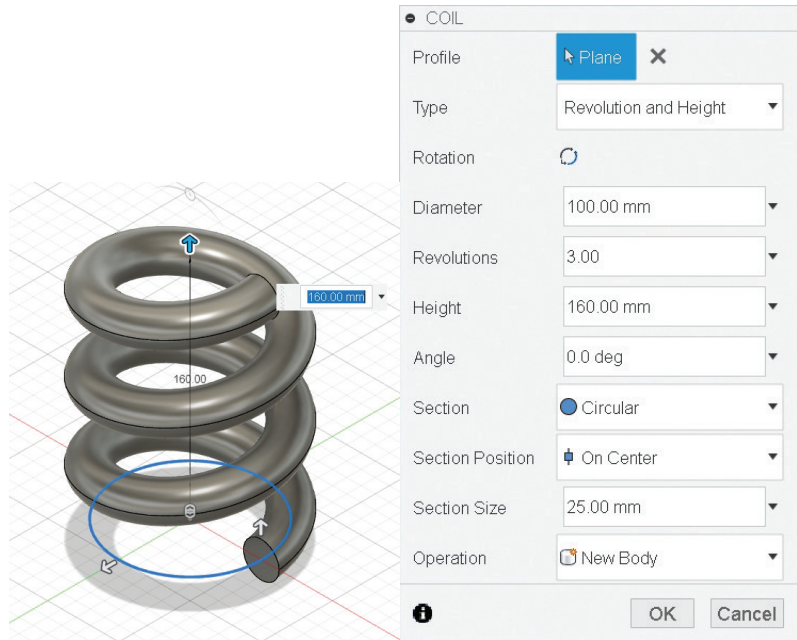 COIL
Profile Plane
Type Revolution and Height
Rotation
Diameter 100.00 mm
Revolutions 3.00
Height 160.00 mm
Angle 0.0 deg
Section Circular
Section Position On Center
Section Size 25.00 mm
Operation New Body
OK Cancel
160.00 mm
160.00